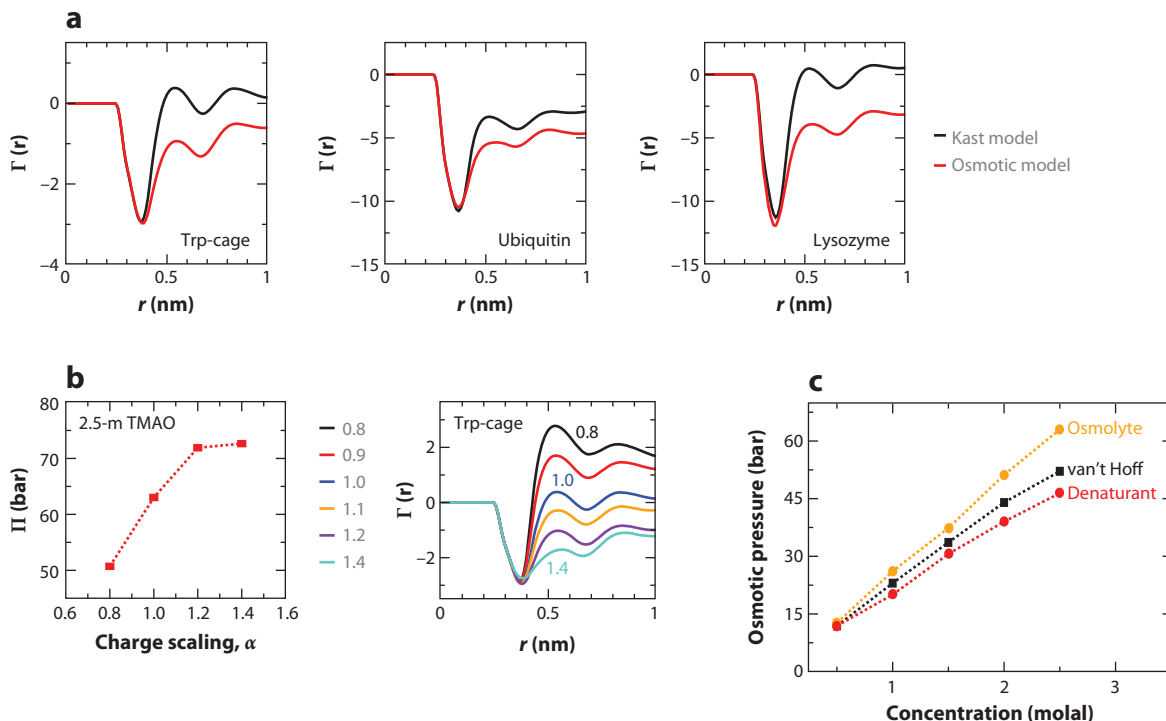 a
0
−2
−4
Γ (r)
0
0.5
1
r (nm)
Trp-cage
0
−5
−10
−15
Γ (r)
0
0.5
1
r (nm)
Ubiquitin
0
−5
−10
−15
Γ (r)
0
0.5
1
r (nm)
Lysozyme
Kast model
Osmotic model
b
80
70
60
50
Π (bar)
2.5-m TMAO
0.6
0.8
1.0
1.2
1.4
1.6
Charge scaling, α
0.8
0.9
1.0
1.1
1.2
1.4
Trp-cage
2
0
−2
Γ (r)
0.8
1.0
1.4
0
0.5
1
r (nm)
c
60
45
30
15
0
Osmotic pressure (bar)
Osmolyte
van't Hoff
Denaturant
1
2
3
Concentration (molal)